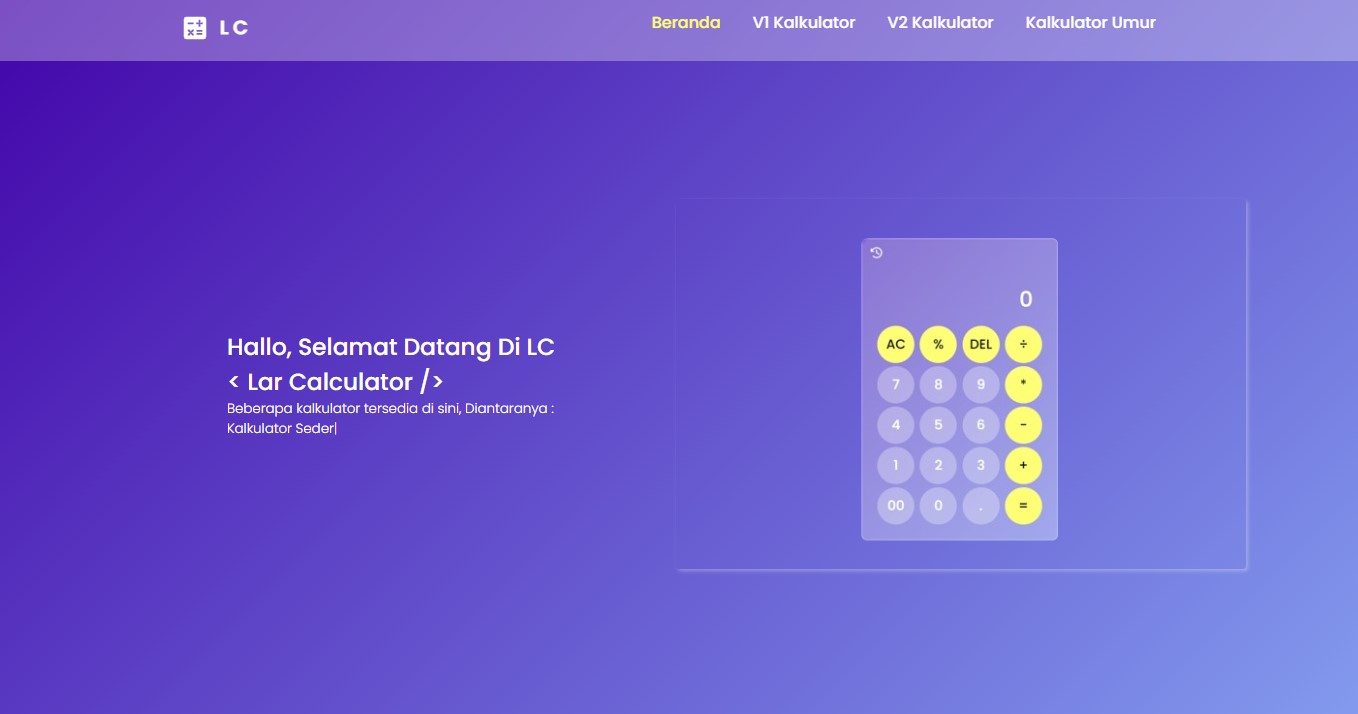 LC
Beranda V1 Kalkulator V2 Kalkulator Kalkulator Umur
Hallo, Selamat Datang Di LC
< Lar Calculator />
Beberapa kalkulator tersedia di sini, Diantaranya :
Kalkulator Seder|
0
AC % DEL ÷
7 8 9 *
4 5 6 -
1 2 3 +
00 0 . =